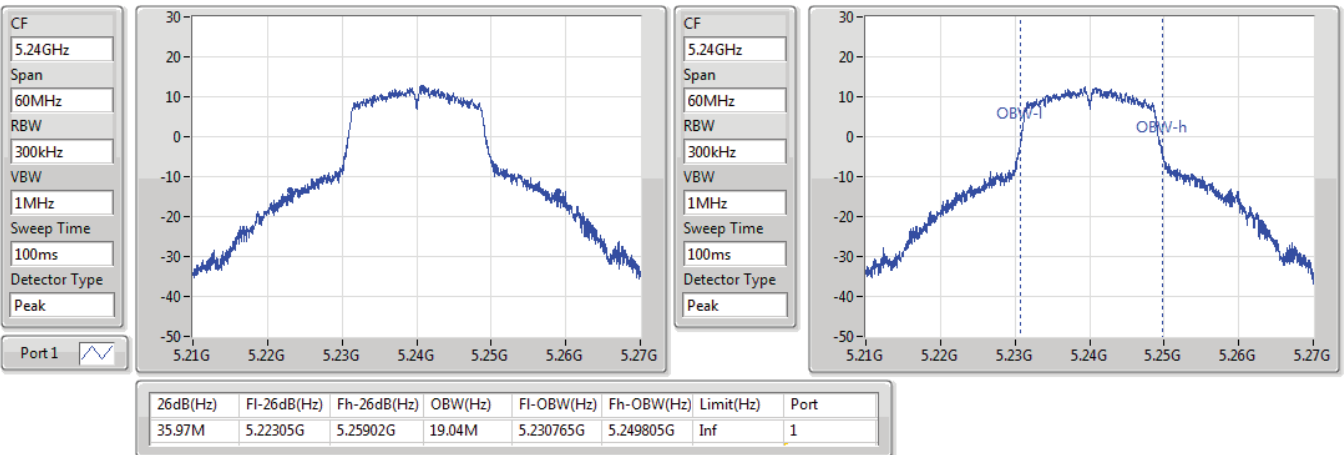 CF
5.24GHz
Span
60MHz
RBW
300kHz
VBW
1MHz
Sweep Time
100ms
Detector Type
Peak
Port 1
30
20
10
0
-10
-20
-30
-40
-50
5.21G 5.22G 5.23G 5.24G 5.25G 5.26G 5.27G
CF
5.24GHz
Span
60MHz
RBW
300kHz
VBW
1MHz
Sweep Time
100ms
Detector Type
Peak
30
20
10
0
-10
-20
-30
-40
-50
OBW-l
OBW-h
5.21G 5.22G 5.23G 5.24G 5.25G 5.26G 5.27G
26dB(Hz) Fl-26dB(Hz) Fh-26dB(Hz) OBW(Hz) Fl-OBW(Hz) Fh-OBW(Hz) Limit(Hz) Port
35.97M 5.22305G 5.25902G 19.04M 5.230765G 5.249805G Inf 1